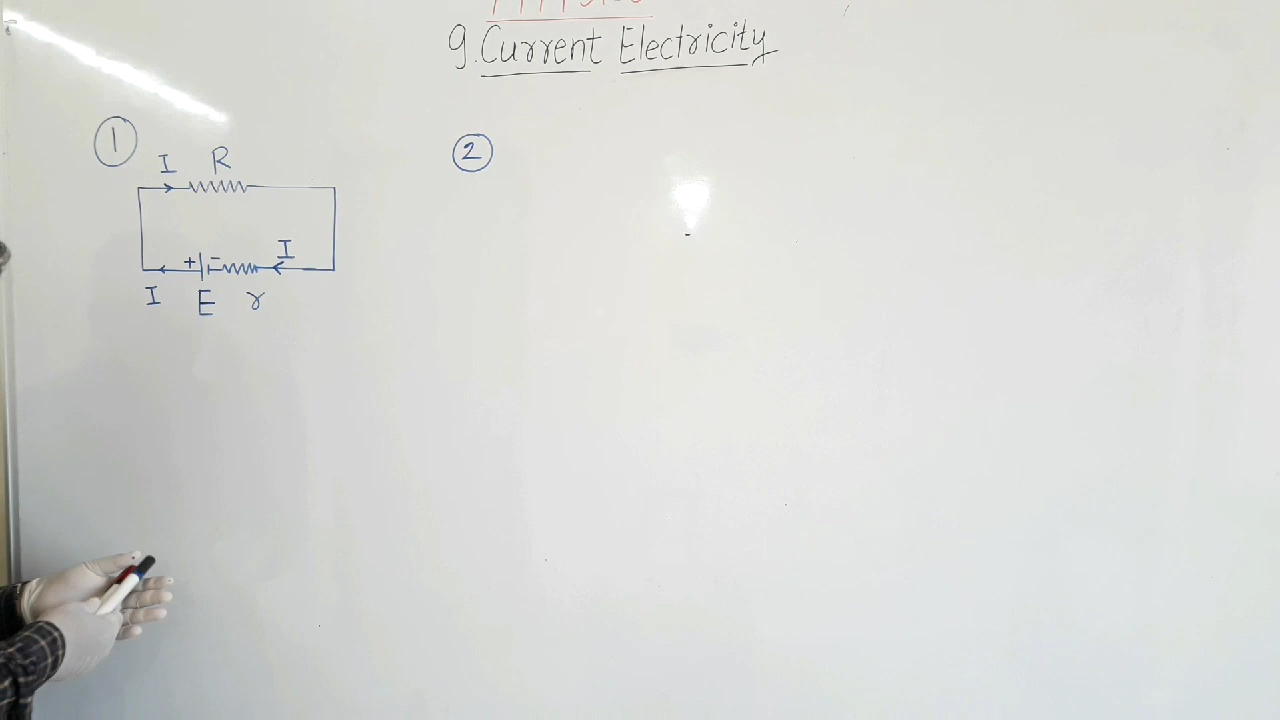 9. Current Electricity
1
I R
+ - I
I E r
2